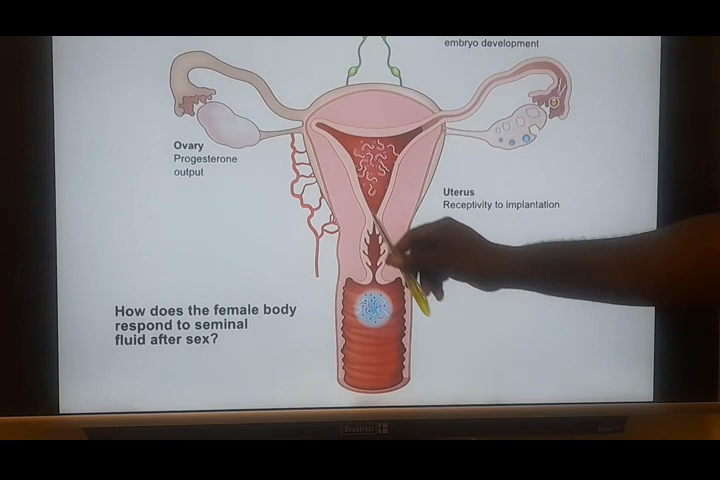 embryo development
Ovary
Progesterone
output
Uterus
Receptivity to implantation
How does the female body
respond to seminal
fluid after sex?